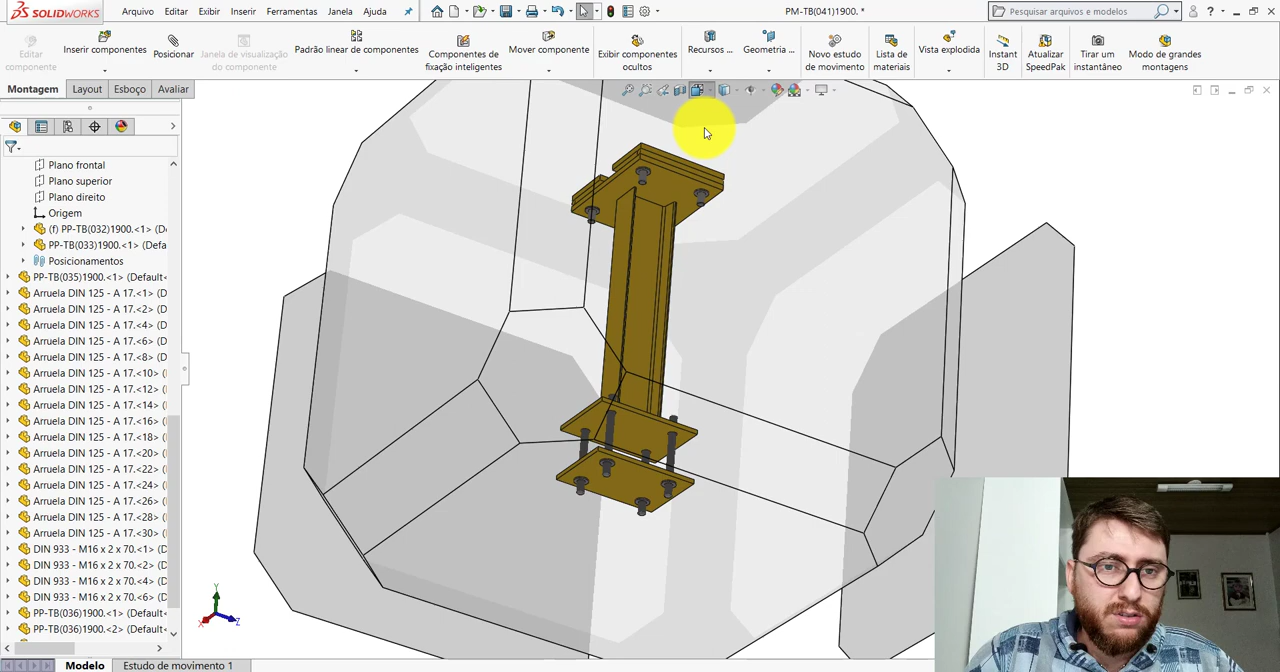 SOLIDWORKS
Arquivo Editar Exibir Inserir Ferramentas Janela Ajuda
PM-TB(041)1900. *
Pesquisar arquivos e modelos
Editar componente
Inserir componentes
Posicionar
Janela de visualização do componente
Padrão linear de componentes
Componentes de fixação inteligentes
Mover componente
Exibir componentes ocultos
Recursos ...
Geometria ...
Novo estudo de movimento
Lista de materiais
Vista explodida
Instant 3D
Atualizar SpeedPak
Tirar um instantâneo
Modo de grandes montagens
Montagem Layout Esboço Avaliar
Plano frontal
Plano superior
Plano direito
Origem
(f) PP-TB(032)1900.<1> (D
PP-TB(033)1900.<1> (Defa
Posicionamentos
PP-TB(035)1900.<1> (Default<
Arruela DIN 125 - A 17.<1> (D
Arruela DIN 125 - A 17.<2> (D
Arruela DIN 125 - A 17.<4> (D
Arruela DIN 125 - A 17.<6> (D
Arruela DIN 125 - A 17.<8> (D
Arruela DIN 125 - A 17.<10> (
Arruela DIN 125 - A 17.<12> (
Arruela DIN 125 - A 17.<14> (
Arruela DIN 125 - A 17.<16> (
Arruela DIN 125 - A 17.<18> (
Arruela DIN 125 - A 17.<20> (
Arruela DIN 125 - A 17.<22> (
Arruela DIN 125 - A 17.<24> (
Arruela DIN 125 - A 17.<26> (
Arruela DIN 125 - A 17.<28> (
Arruela DIN 125 - A 17.<30> (
DIN 933 - M16 x 2 x 70.<1> (D
DIN 933 - M16 x 2 x 70.<2> (D
DIN 933 - M16 x 2 x 70.<4> (D
DIN 933 - M16 x 2 x 70.<6> (D
PP-TB(036)1900.<1> (Default<
PP-TB(036)1900.<2> (Default<
Y
X
Z
Modelo
Estudo de movimento 1